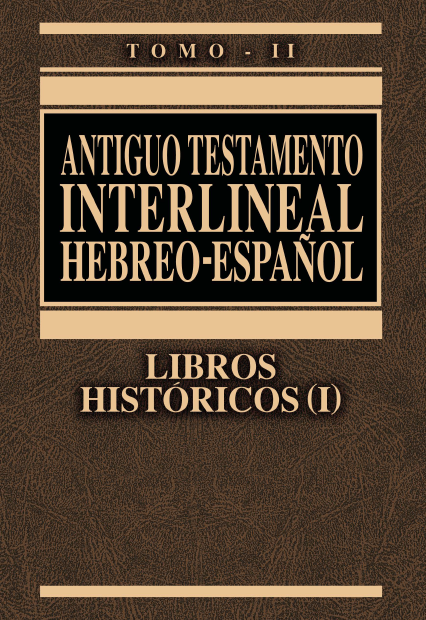 TOMO - II
ANTIGUO TESTAMENTO
INTERLINEAL
HEBREO-ESPAÑOL
LIBROS
HISTÓRICOS (I)